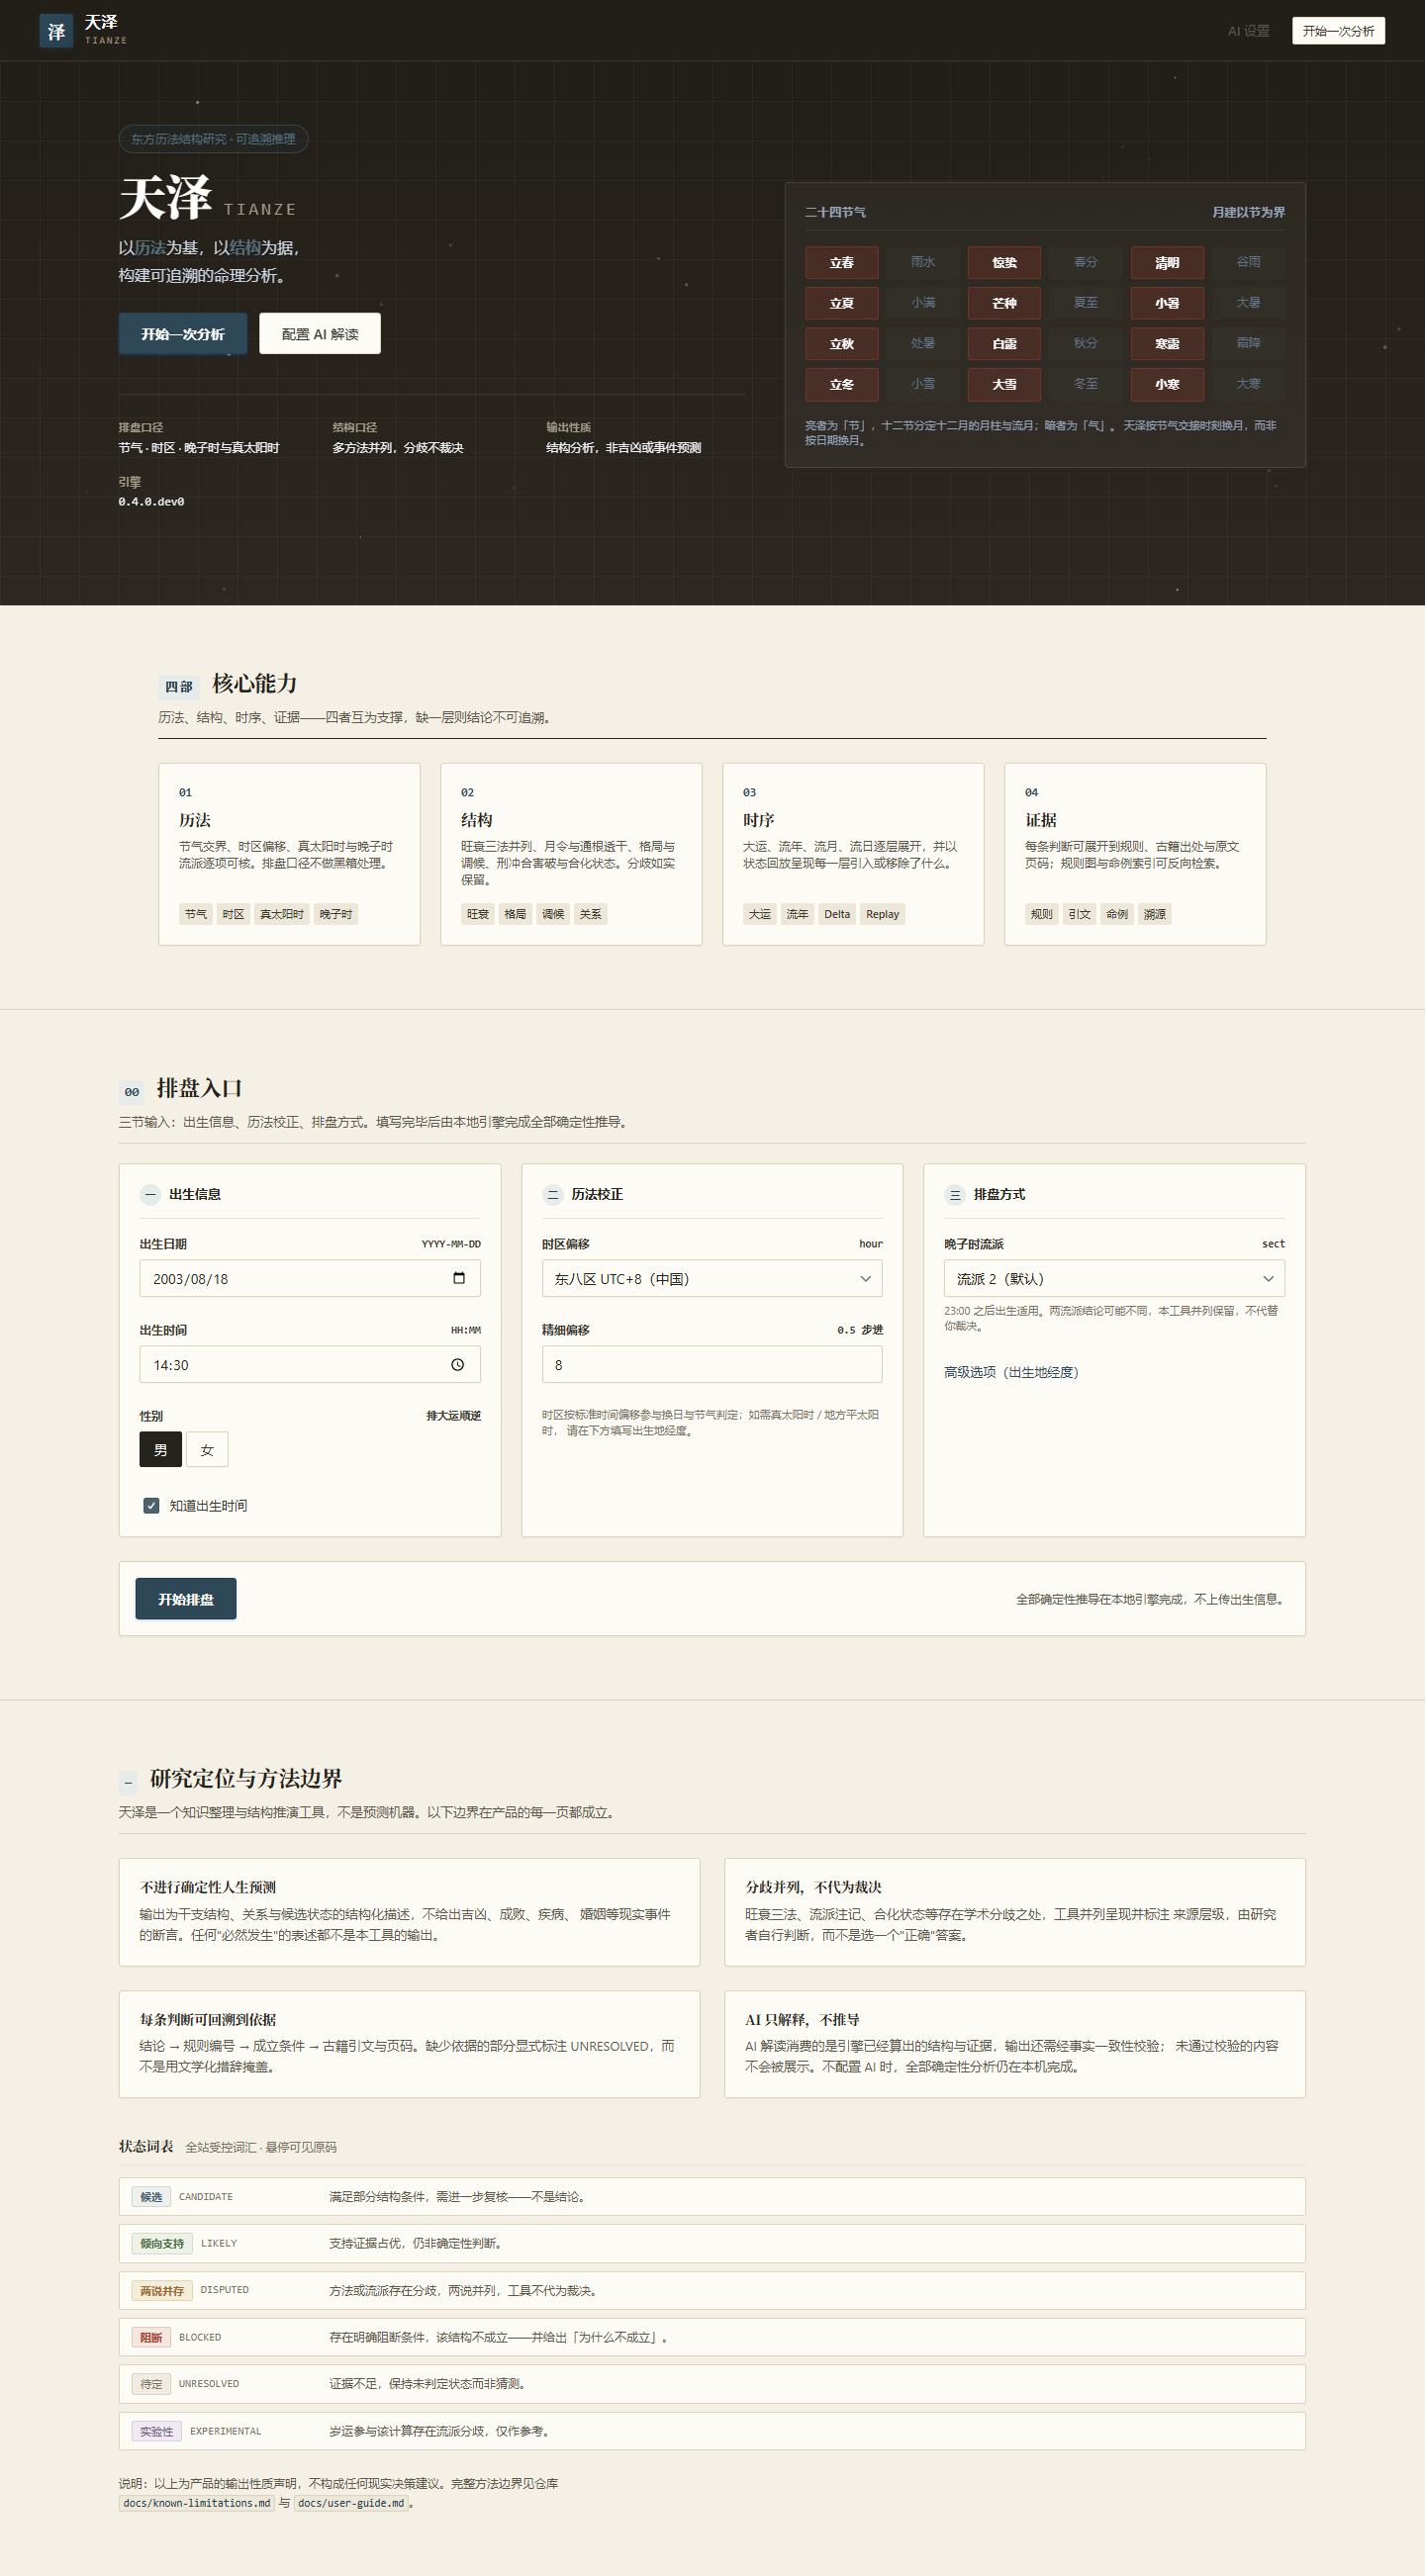 泽
天泽
TIANZE
AI 设置
开始一次分析
东方历法结构研究 · 可追溯推理
天泽 TIANZE
以历法为基，以结构为据，
构建可追溯的命理分析。
开始一次分析
配置 AI 解读
排盘口径
节气 · 时区 · 晚子时与真太阳时
结构口径
多方法并列，分歧不裁决
输出性质
结构分析，非吉凶或事件预测
引擎
0.4.0.dev0
二十四节气
月建以节为界
立春 雨水 惊蛰 春分 清明 谷雨
立夏 小满 芒种 夏至 小暑 大暑
立秋 处暑 白露 秋分 寒露 霜降
立冬 小雪 大雪 冬至 小寒 大寒
亮者为「节」，十二节分定十二月的月柱与流月；暗者为「气」。 天泽按节气交接时刻换月，而非
按日期换月。
四部 核心能力
历法、结构、时序、证据——四者互为支撑，缺一层则结论不可追溯。
01
历法
节气交界、时区偏移、真太阳时与晚子时
流派逐项可核。排盘口径不做黑箱处理。
节气 时区 真太阳时 晚子时
02
结构
旺衰三法并列、月令与通根透干、格局与
调候、刑冲合害破与合化状态。分歧如实
保留。
旺衰 格局 调候 关系
03
时序
大运、流年、流月、流日逐层展开，并以
状态回放呈现每一层引入或移除了什么。
大运 流年 Delta Replay
04
证据
每条判断可展开到规则、古籍出处与原文
页码；规则图与命例索引可反向检索。
规则 引文 命例 溯源
00 排盘入口
三节输入：出生信息、历法校正、排盘方式。填写完毕后由本地引擎完成全部确定性推导。
一 出生信息
出生日期 YYYY-MM-DD
2003/08/18
出生时间 HH:MM
14:30
性别 排大运顺逆
男 女
知道出生时间
二 历法校正
时区偏移 hour
东八区 UTC+8（中国）
精细偏移 0.5 步进
8
时区按标准时间偏移参与换日与节气判定；如需真太阳时 / 地方平太阳
时， 请在下方填写出生地经度。
三 排盘方式
晚子时流派 sect
流派 2（默认）
23:00 之后出生适用。两流派结论可能不同，本工具并列保留，不代替
你裁决。
高级选项（出生地经度）
开始排盘
全部确定性推导在本地引擎完成，不上传出生信息。
— 研究定位与方法边界
天泽是一个知识整理与结构推演工具，不是预测机器。以下边界在产品的每一页都成立。
不进行确定性人生预测
输出为干支结构、关系与候选状态的结构化描述，不给出吉凶、成败、疾病、 婚姻等现实事件
的断言。任何"必然发生"的表述都不是本工具的输出。
分歧并列，不代为裁决
旺衰三法、流派注记、合化状态等存在学术分歧之处，工具并列呈现并标注 来源层级，由研究
者自行判断，而不是选一个"正确"答案。
每条判断可回溯到依据
结论 → 规则编号 → 成立条件 → 古籍引文与页码。缺少依据的部分显式标注 UNRESOLVED，而
不是用文学化措辞掩盖。
AI 只解释，不推导
AI 解读消费的是引擎已经算出的结构与证据，输出还需经事实一致性校验； 未通过校验的内容
不会被展示。不配置 AI 时，全部确定性分析仍在本机完成。
状态词表 全站受控词汇 · 悬停可见原码
候选 CANDIDATE 满足部分结构条件，需进一步复核——不是结论。
倾向支持 LIKELY 支持证据占优，仍非确定性判断。
两说并存 DISPUTED 方法或流派存在分歧，两说并列，工具不代为裁决。
阻断 BLOCKED 存在明确阻断条件，该结构不成立——并给出「为什么不成立」。
待定 UNRESOLVED 证据不足，保持未判定状态而非猜测。
实验性 EXPERIMENTAL 岁运参与该计算存在流派分歧，仅作参考。
说明：以上为产品的输出性质声明，不构成任何现实决策建议。完整方法边界见仓库
docs/known-limitations.md 与 docs/user-guide.md。